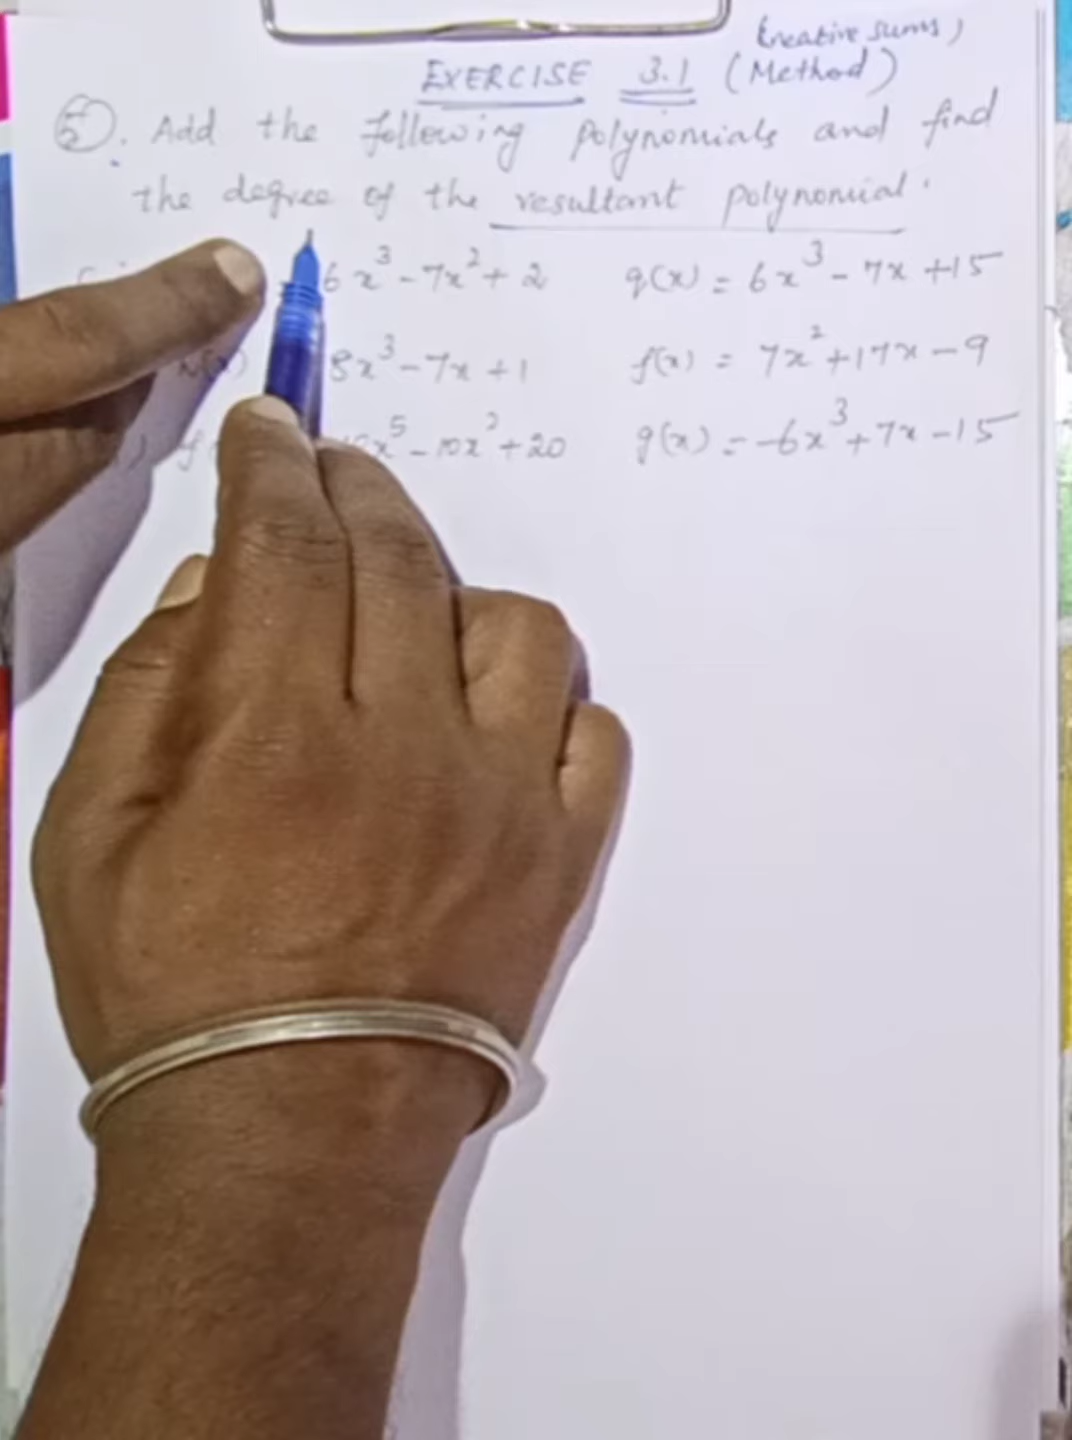 Creative sums)
EXERCISE 3.1 (Method)
5. Add the following polynomials and find
the degree of the resultant polynomial.
6x³ - 7x² + 2 q(x) = 6x³ - 7x + 15
8x³ - 7x + 1 f(x) = 7x² + 17x - 9
x⁵ - 10x² + 20 g(x) = -6x³ + 7x - 15